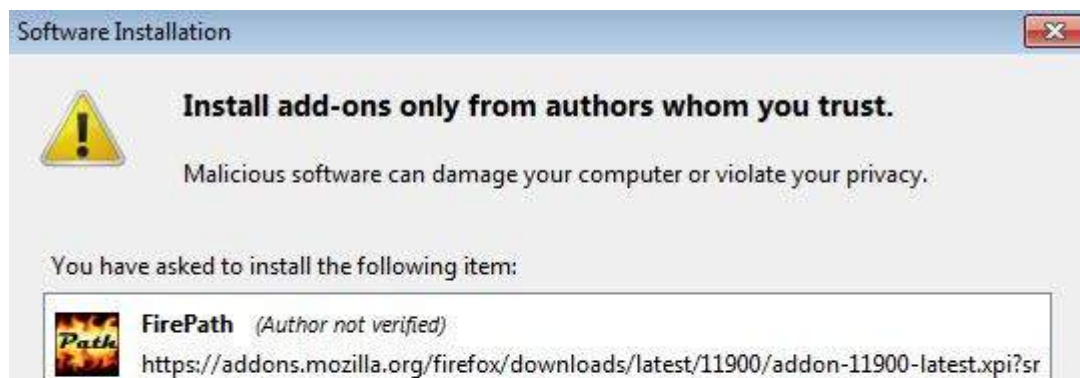 Software Installation
Install add-ons only from authors whom you trust.
Malicious software can damage your computer or violate your privacy.
You have asked to install the following item:
Path
FirePath (Author not verified)
https://addons.mozilla.org/firefox/downloads/latest/11900/addon-11900-latest.xpi?sr